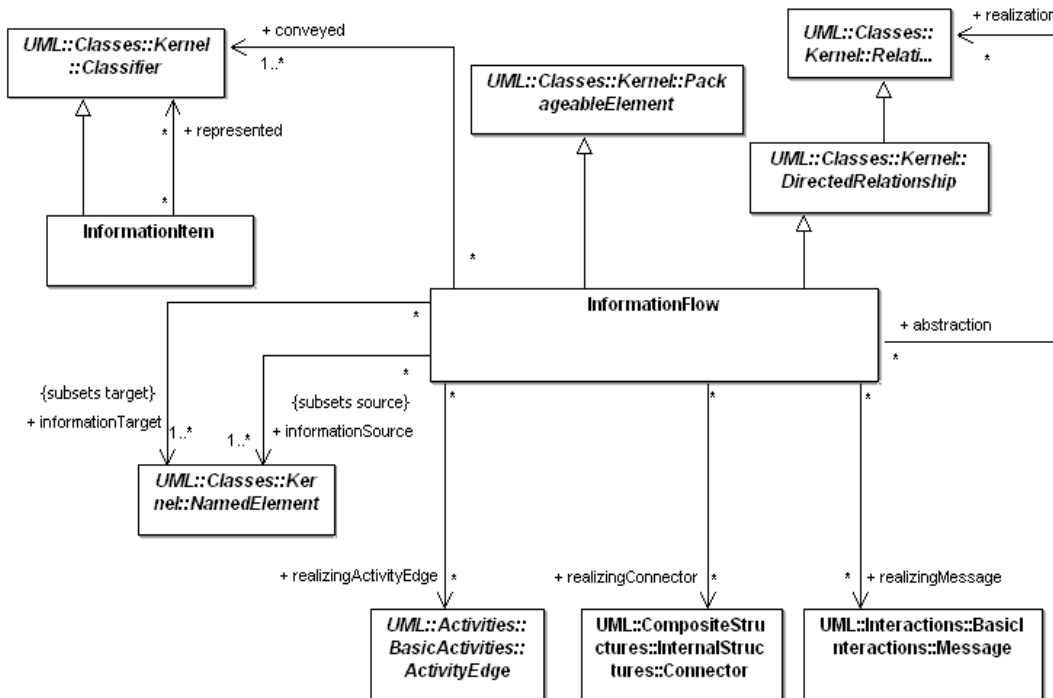 UML::Classes::Kernel
::Classifier
+ conveyed
1..*
UML::Classes::
Kernel::Relati...
+ realization
*
UML::Classes::Kernel::Pack
ageableElement
* + represented
*
InformationItem
UML::Classes::Kernel::
DirectedRelationship
*
InformationFlow
*
*
+ abstraction
*
{subsets target}
+ informationTarget
1..*
{subsets source}
+ informationSource
1..*
UML::Classes::Ker
nel::NamedElement
*
*
*
+ realizingActivityEdge
*
+ realizingConnector
*
* + realizingMessage
UML::Activities::
BasicActivities::
ActivityEdge
UML::CompositeStru
ctures::InternalStruc
tures::Connector
UML::Interactions::BasicI
nteractions::Message